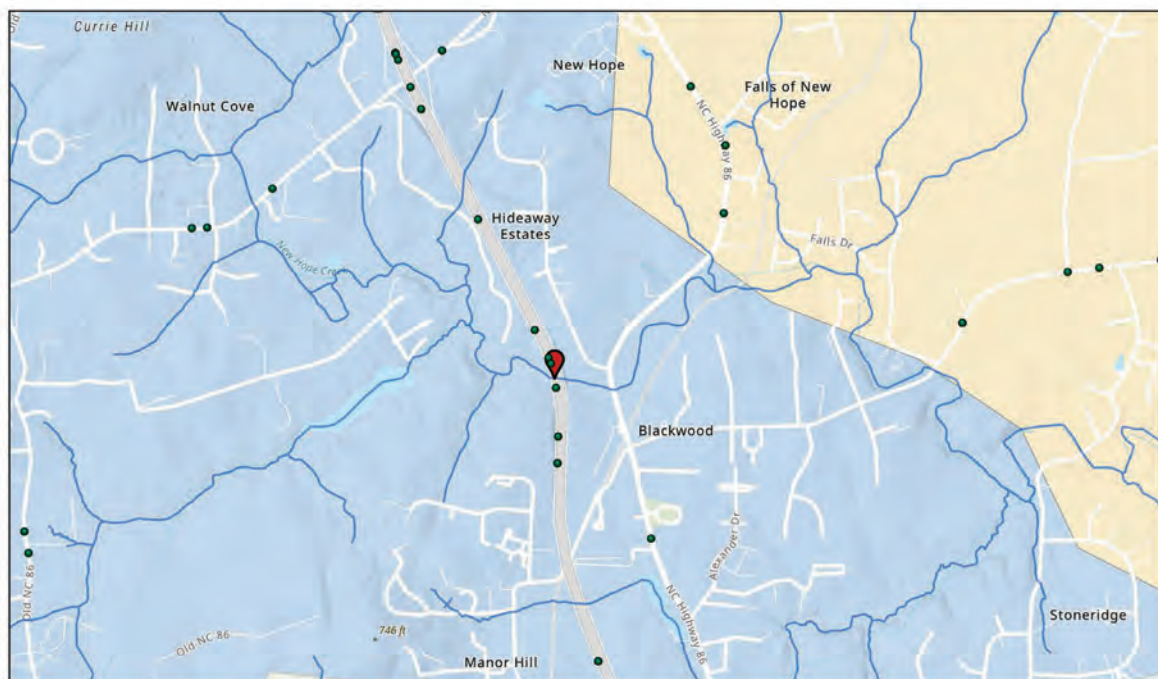 CURRIE HILL
New Hope
Walnut Cove
Falls of New
Hope
NC Highway 86
Hideaway
Estates
Falls Dr
New Hope Creek
Blackwood
Alexander Dr
Old NC 86
NC Highway 86
Stoneridge
Old NC 86
746 ft
Manor Hill